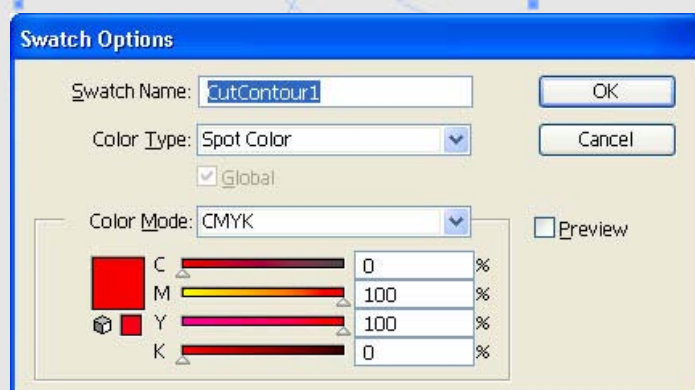 Swatch Options
Swatch Name: CutContour1 OK
Color Type: Spot Color Cancel
Global
Color Mode: CMYK Preview
C 0 %
M 100 %
Y 100 %
K 0 %